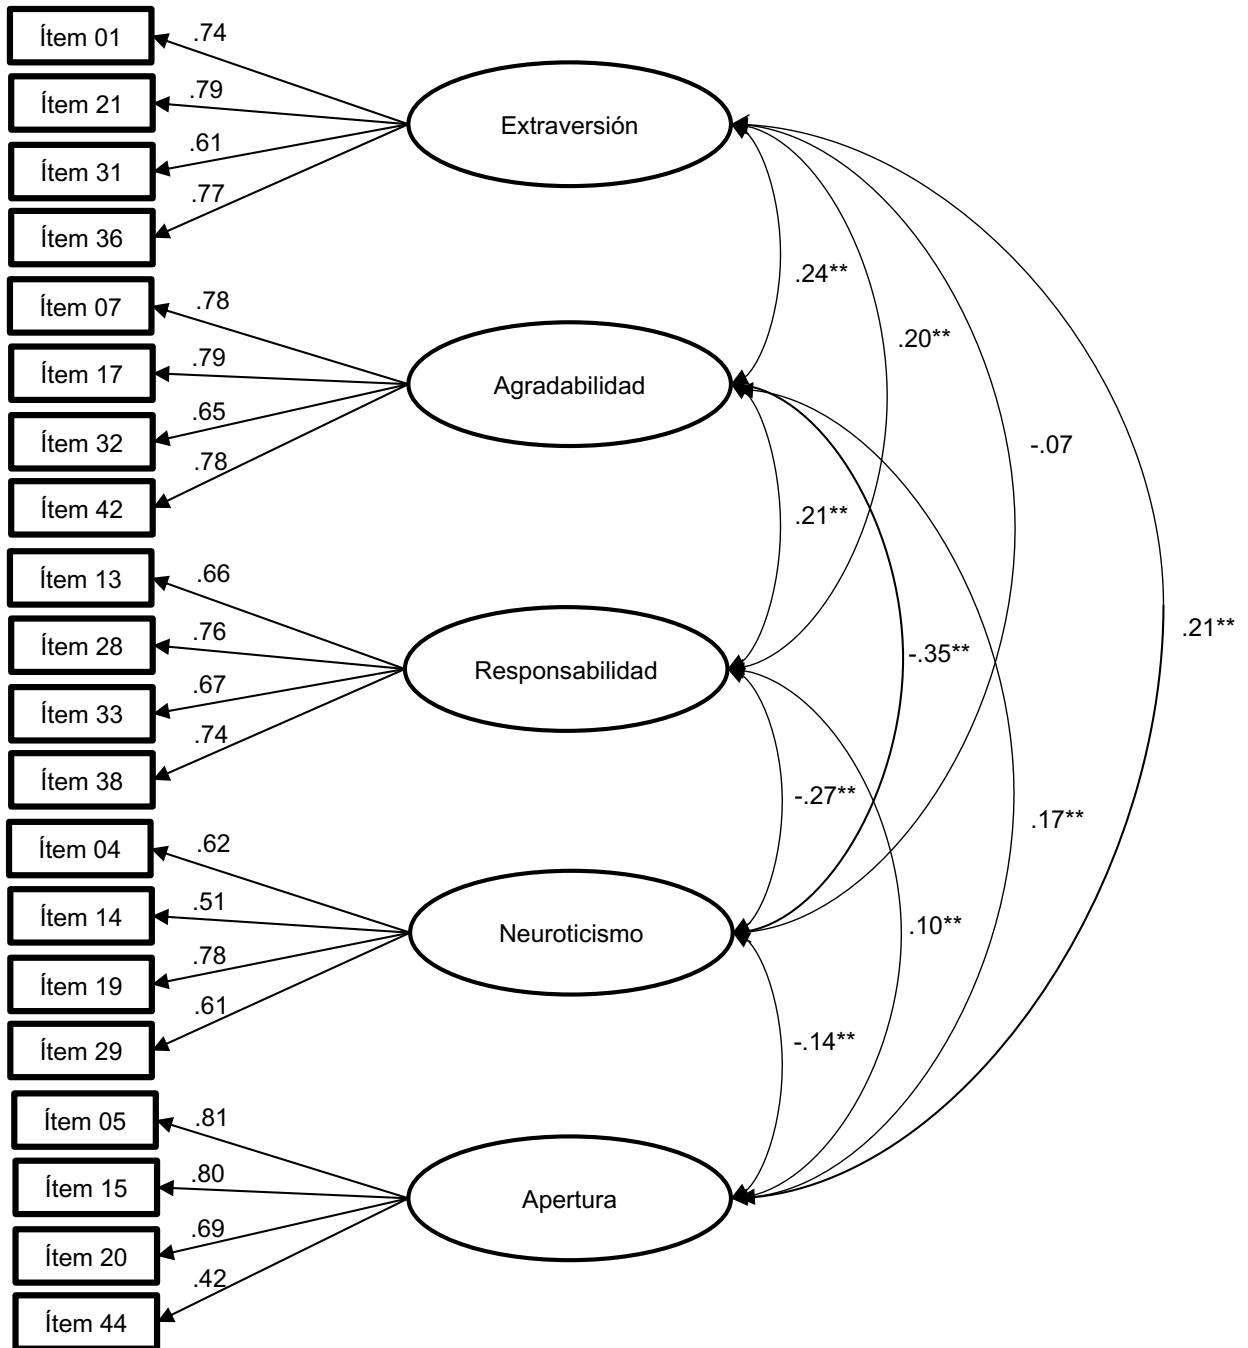 Ítem 01
.74
Ítem 21
.79
Ítem 31
.61
Ítem 36
.77
Extraversión
Ítem 07
.78
Ítem 17
.79
Ítem 32
.65
Ítem 42
.78
Agradabilidad
Ítem 13
.66
Ítem 28
.76
Ítem 33
.67
Ítem 38
.74
Responsabilidad
Ítem 04
.62
Ítem 14
.51
Ítem 19
.78
Ítem 29
.61
Neuroticismo
Ítem 05
.81
Ítem 15
.80
Ítem 20
.69
Ítem 44
.42
Apertura
.24**
.20**
-.07
.21**
.21**
-.35**
-.27**
.17**
.10**
-.14**